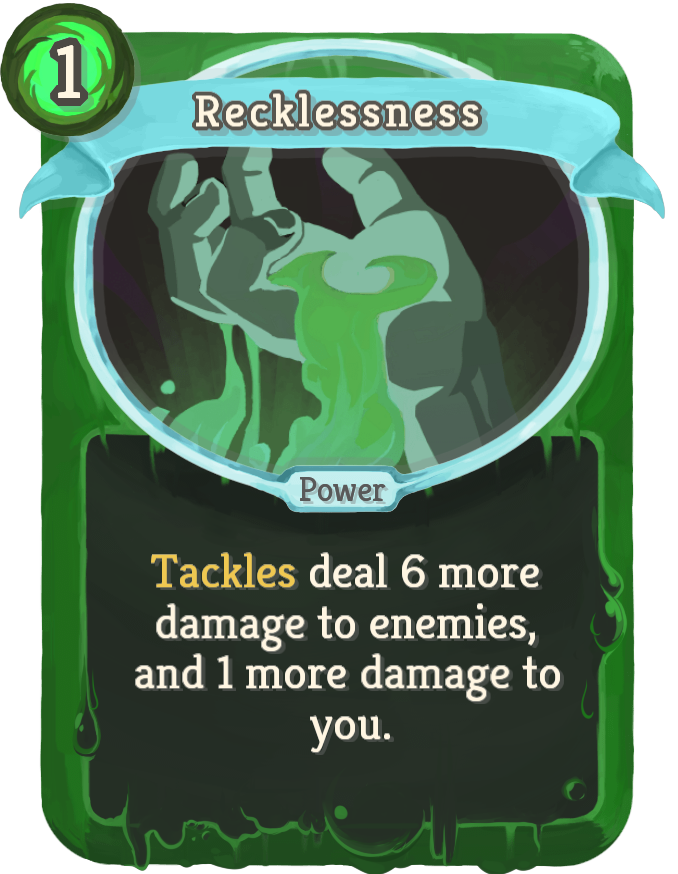 1
Recklessness
Power
Tackles deal 6 more
damage to enemies,
and 1 more damage to
you.